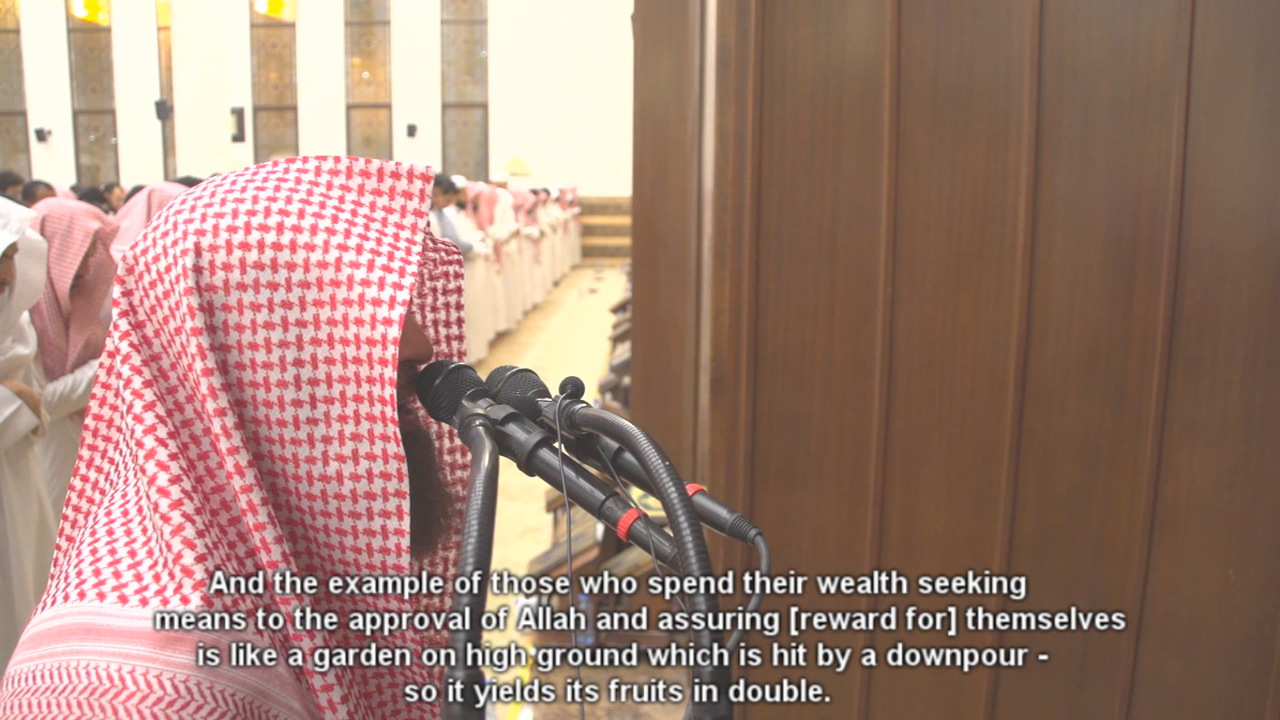 And the example of those who spend their wealth seeking
means to the approval of Allah and assuring [reward for] themselves
is like a garden on high ground which is hit by a downpour -
so it yields its fruits in double.